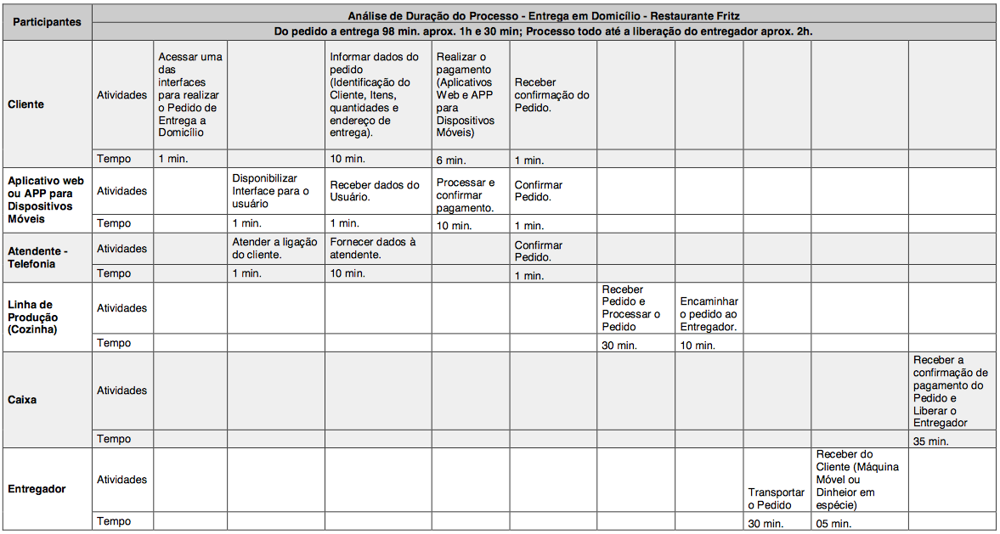 Participantes
Análise de Duração do Processo - Entrega em Domicílio - Restaurante Fritz
Do pedido a entrega 98 min. aprox. 1h e 30 min; Processo todo até a liberação do entregador aprox. 2h.
Cliente
Atividades
Acessar uma
das
interfaces
para realizar
o Pedido de
Entrega a
Domicílio
Informar dados do
pedido
(Identificação do
Cliente, Itens,
quantidades e
endereço de
entrega).
Realizar o
pagamento
(Aplicativos
Web e APP
para
Dispositivos
Móveis)
Receber
confirmação do
Pedido.
Tempo
1 min.
10 min.
6 min.
1 min.
Aplicativo web
ou APP para
Dispositivos
Móveis
Atividades
Disponibilizar
Interface para o
usuário
Receber dados do
Usuário.
Processar e
confirmar
pagamento.
Confirmar
Pedido.
Tempo
1 min.
1 min.
10 min.
1 min.
Atendente -
Telefonia
Atividades
Atender a ligação
do cliente.
Fornecer dados à
atendente.
Confirmar
Pedido.
Tempo
1 min.
10 min.
1 min.
Linha de
Produção
(Cozinha)
Atividades
Receber
Pedido e
Processar o
Pedido
Encaminhar
o pedido ao
Entregador.
Tempo
30 min.
10 min.
Caixa
Atividades
Receber a
confirmação de
pagamento do
Pedido e
Liberar o
Entregador
Tempo
35 min.
Entregador
Atividades
Transportar
o Pedido
Receber do
Cliente (Máquina
Móvel ou
Dinheior em
espécie)
Tempo
30 min.
05 min.